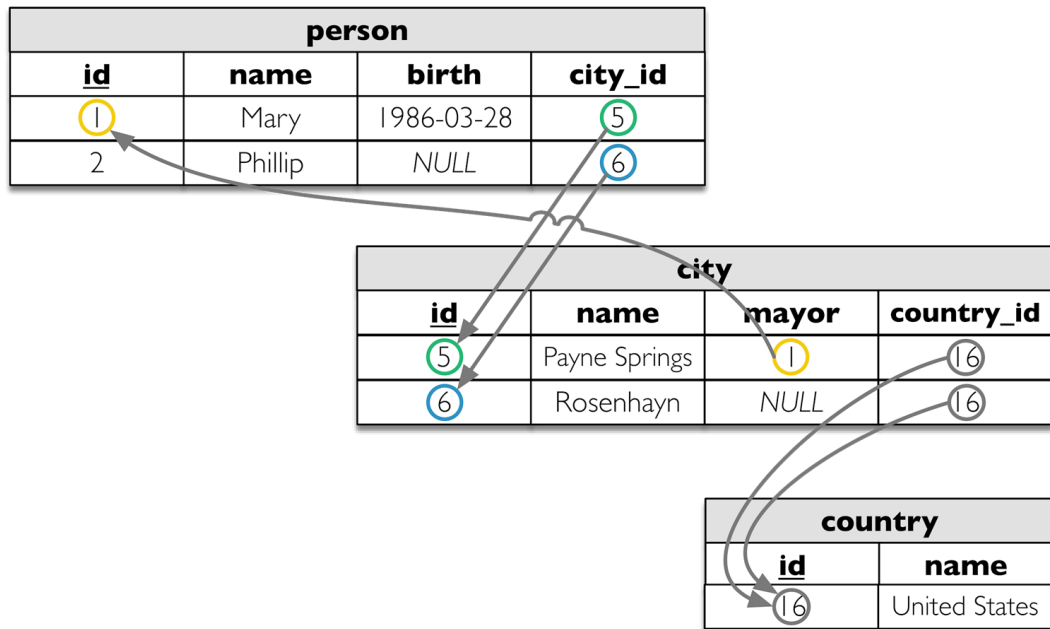 person
id name birth city_id
1 Mary 1986-03-28 5
2 Phillip NULL 6
city
id name mayor country_id
5 Payne Springs 1 16
6 Rosenhayn NULL 16
country
id name
16 United States